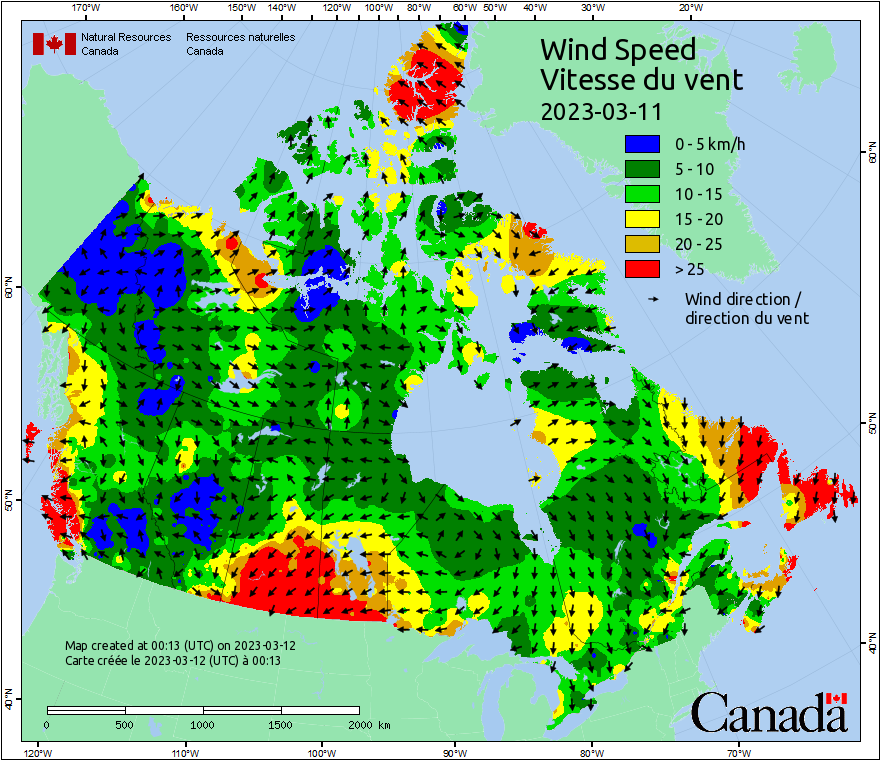 170°W 160°W 150°W 140°W 120°W 100°W 80°W 60°W 50°W 40°W 30°W 20°W
Natural Resources Ressources naturelles
Canada Canada
Wind Speed
Vitesse du vent
2023-03-11
0 - 5 km/h
5 - 10
10 - 15
15 - 20
20 - 25
> 25
Wind direction /
direction du vent
60°N
50°N
40°N
60°N
50°N
40°N
Map created at 00:13 (UTC) on 2023-03-12
Carte créée le 2023-03-12 (UTC) à 00:13
0 500 1000 1500 2000 km
Canada
120°W 110°W 100°W 90°W 80°W 70°W